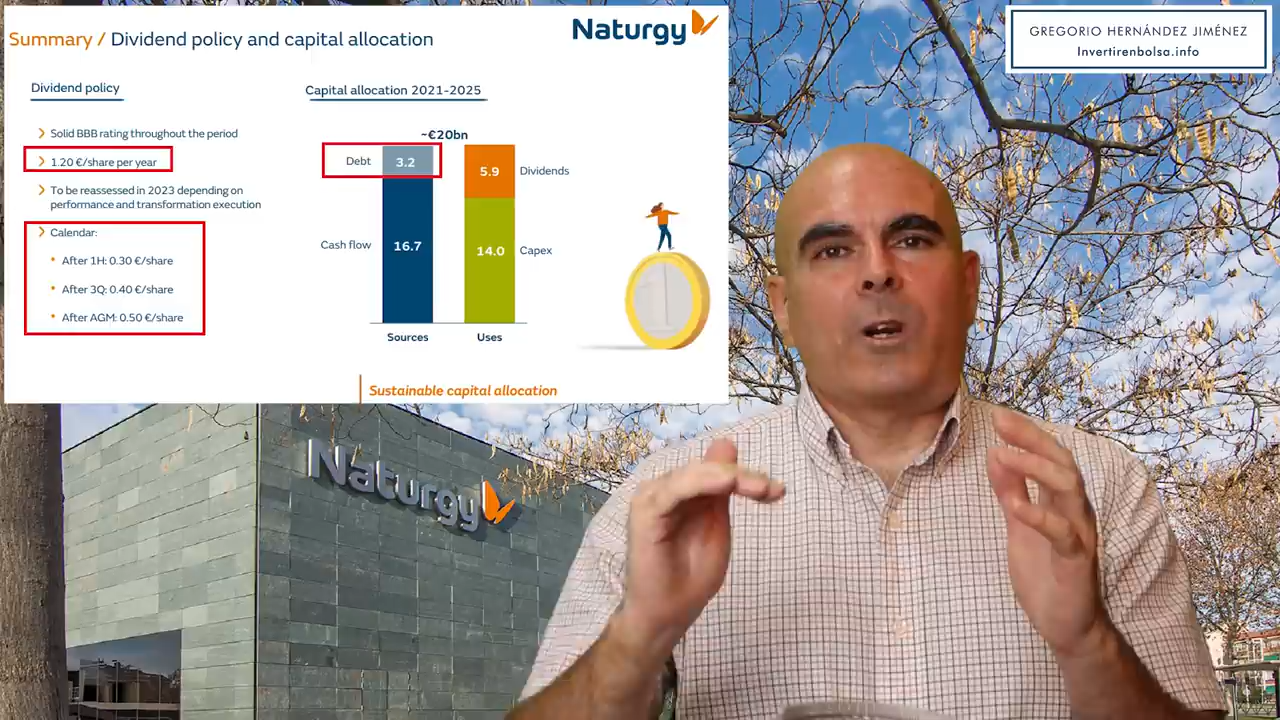 Summary / Dividend policy and capital allocation
Naturgy
GREGORIO HERNÁNDEZ JIMÉNEZ
Invertirenbolsa.info
Dividend policy
Solid BBB rating throughout the period
1.20 €/share per year
To be reassessed in 2023 depending on
performance and transformation execution
Calendar:
After 1H: 0.30 €/share
After 3Q: 0.40 €/share
After AGM: 0.50 €/share
Capital allocation 2021-2025
~€20bn
Debt 3.2 5.9 Dividends
Cash flow 16.7 14.0 Capex
Sources Uses
Sustainable capital allocation
Naturgy